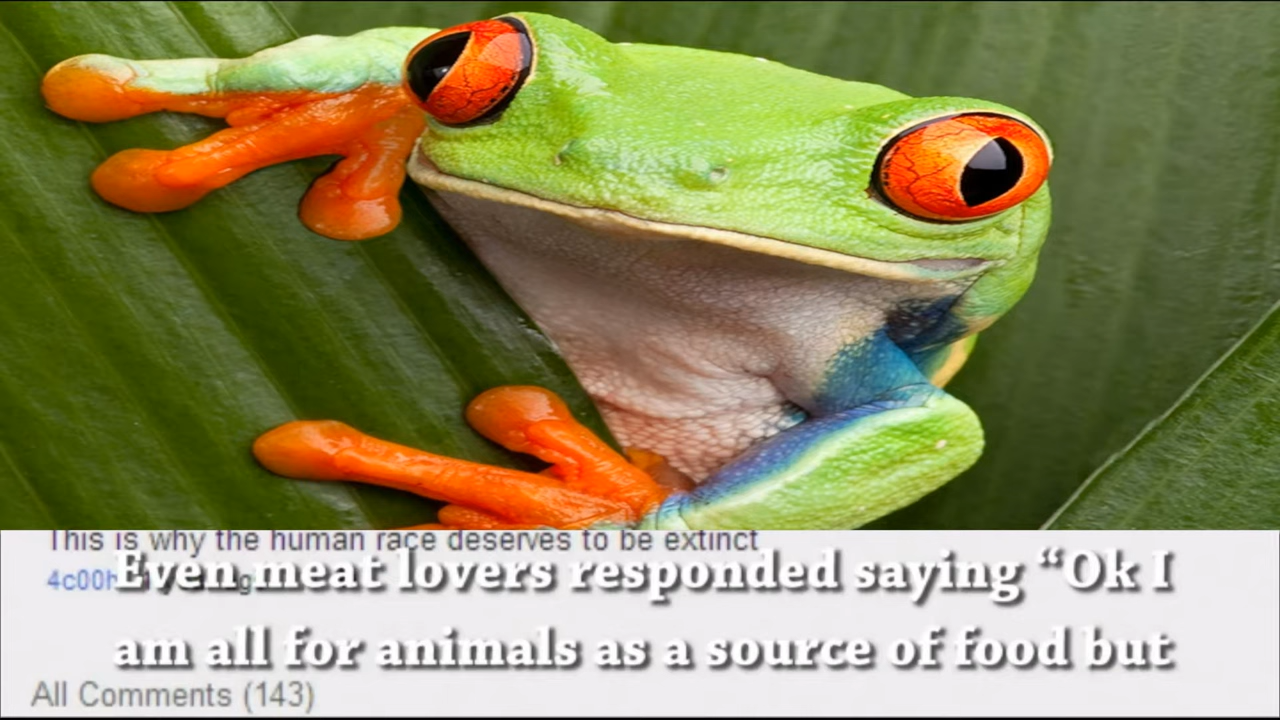 This is why the human race deserves to be extinct
Even meat lovers responded saying “Ok I
am all for animals as a source of food but
All Comments (143)